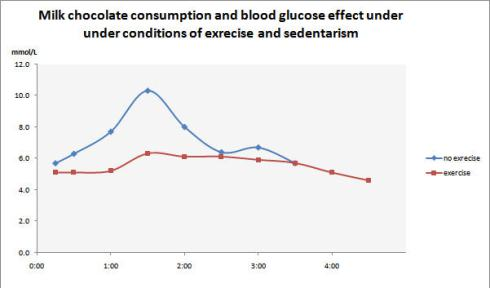 Milk chocolate consumption and blood glucose effect under
under conditions of exrecise and sedentarism
mmol/L
12.0
10.0
8.0
6.0
4.0
2.0
0.0
0:00
1:00
2:00
3:00
4:00
no exrecise
exercise